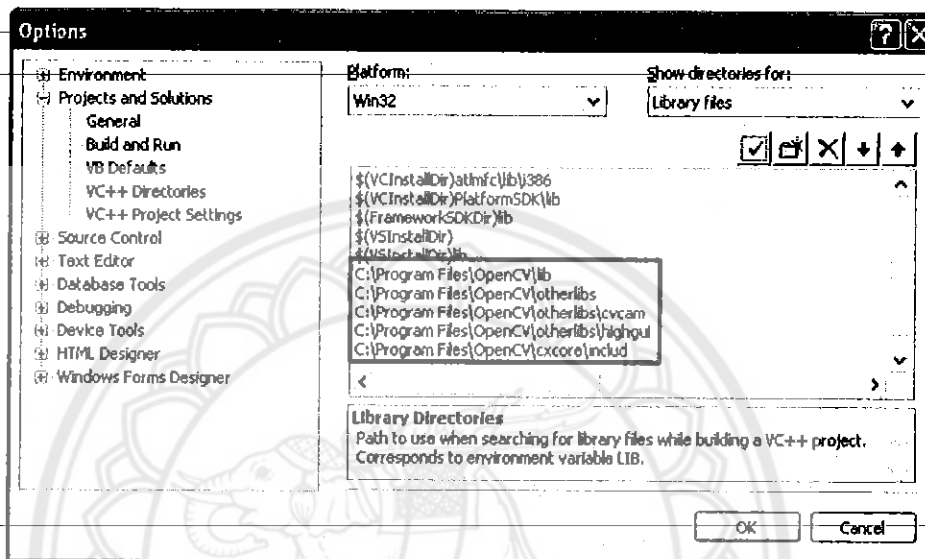 Options
Environment
Projects and Solutions
General
Build and Run
VB Defaults
VC++ Directories
VC++ Project Settings
Source Control
Text Editor
Database Tools
Debugging
Device Tools
HTML Designer
Windows Forms Designer
Platform:
Win32
Show directories for:
Library files
$(VCInstallDir)atlmfc\lib\i386
$(VCInstallDir)PlatformSDK\lib
$(FrameworkSDKDir)lib
$(VSInstallDir)
$(VSInstallDir)lib
C:\Program Files\OpenCV\lib
C:\Program Files\OpenCV\otherlibs
C:\Program Files\OpenCV\otherlibs\cvcam
C:\Program Files\OpenCV\otherlibs\highgui
C:\Program Files\OpenCV\cxcore\includ
Library Directories
Path to use when searching for library files while building a VC++ project.
Corresponds to environment variable LIB.
OK
Cancel